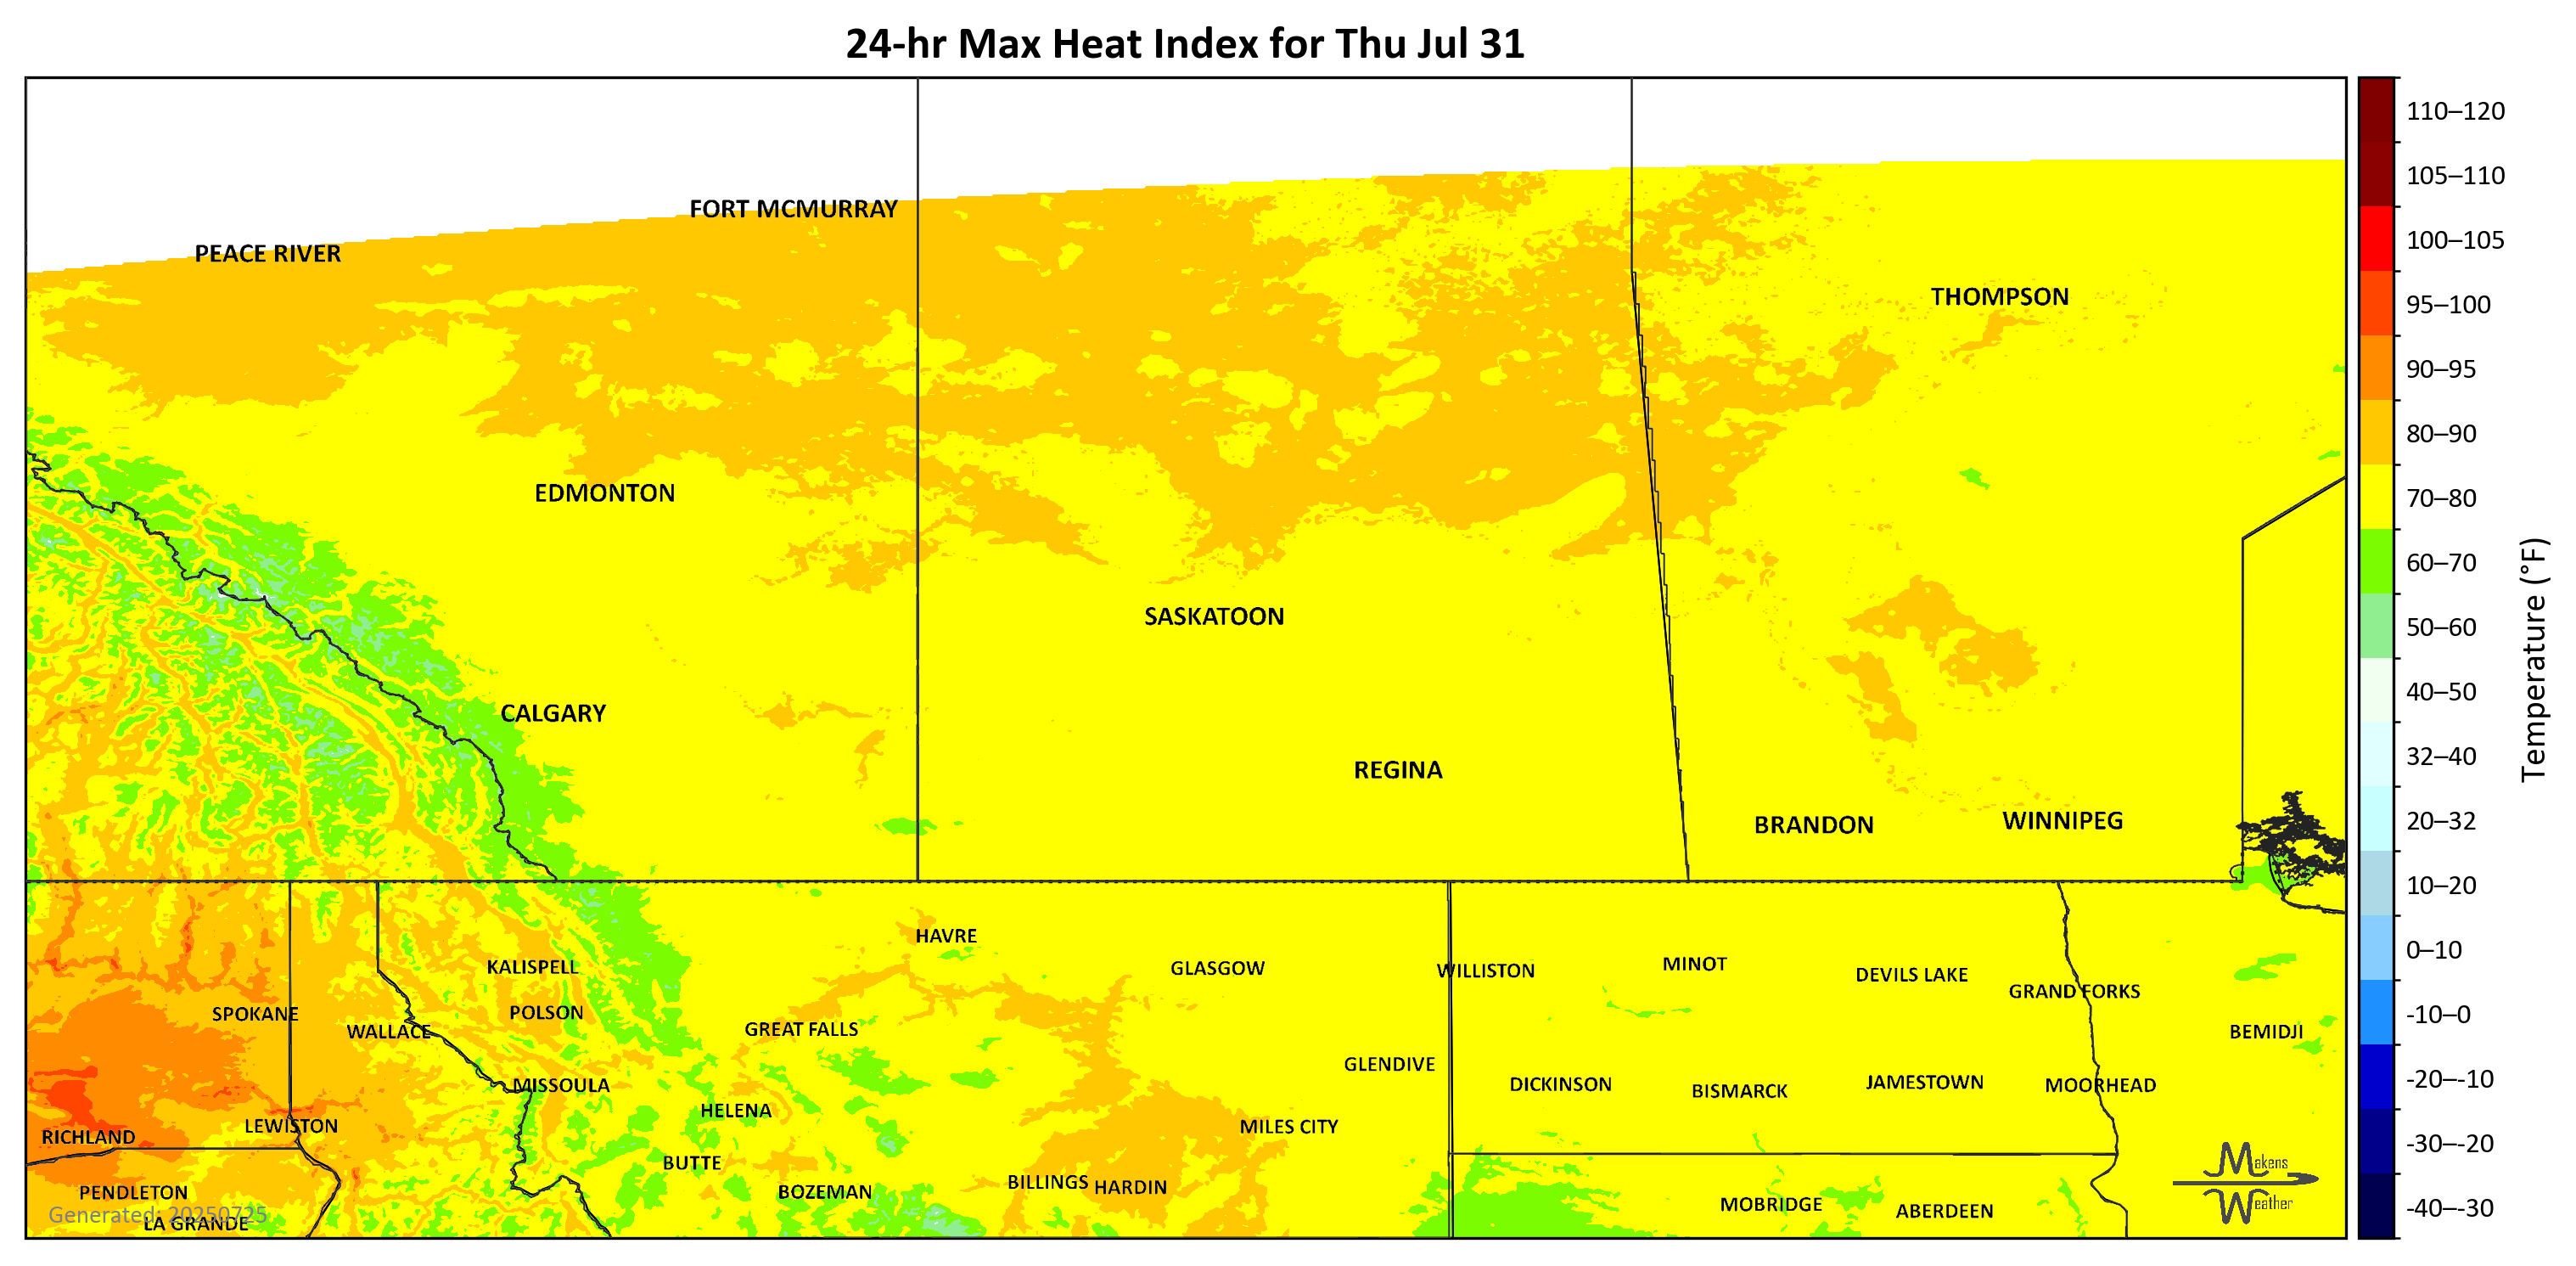 24-hr Max Heat Index for Thu Jul 31
110–120
105–110
FORT MCMURRAY
100–105
PEACE RIVER
THOMPSON
95–100
90–95
80–90
EDMONTON
70–80
60–70
SASKATOON
50–60
40–50
CALGARY
32–40
REGINA
20–32
BRANDON
WINNIPEG
10–20
0–10
Temperature (°F)
HAVRE
KALISPELL
GLASGOW
WILLISTON
MINOT
DEVILS LAKE
GRAND FORKS
-10–0
SPOKANE
POLSON
WALLACE
GREAT FALLS
BEMIDJI
GLENDIVE
-20–-10
MISSOULA
DICKINSON
BISMARCK
JAMESTOWN
MOORHEAD
HELENA
LEWISTON
MILES CITY
RICHLAND
-30–-20
BUTTE
Makens
Weather
PENDLETON
BOZEMAN
BILLINGS
HARDIN
MOBRIDGE
ABERDEEN
-40–-30
Generated: 20250725
LA GRANDE